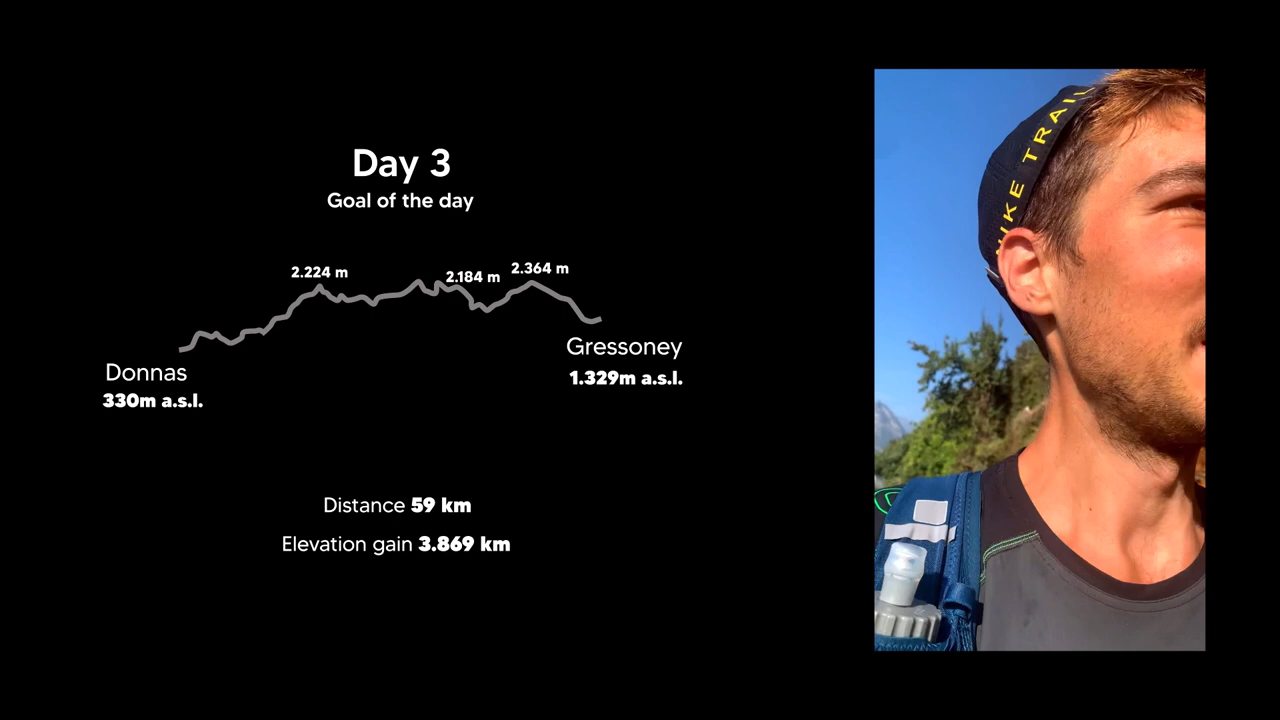 Day 3
Goal of the day
2.224 m
2.184 m
2.364 m
Donnas
330m a.s.l.
Gressoney
1.329m a.s.l.
Distance 59 km
Elevation gain 3.869 km
TRAIL